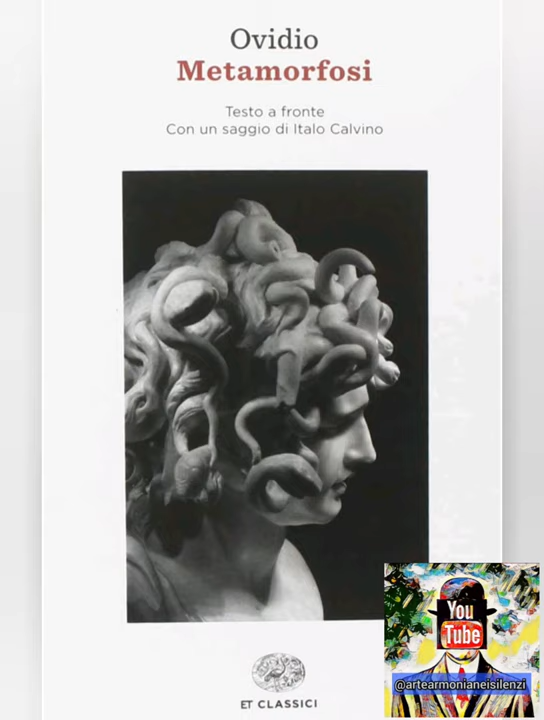 Ovidio
Metamorfosi
Testo a fronte
Con un saggio di Italo Calvino
ET CLASSICI
You
Tube
@artearmonianeisilenzi